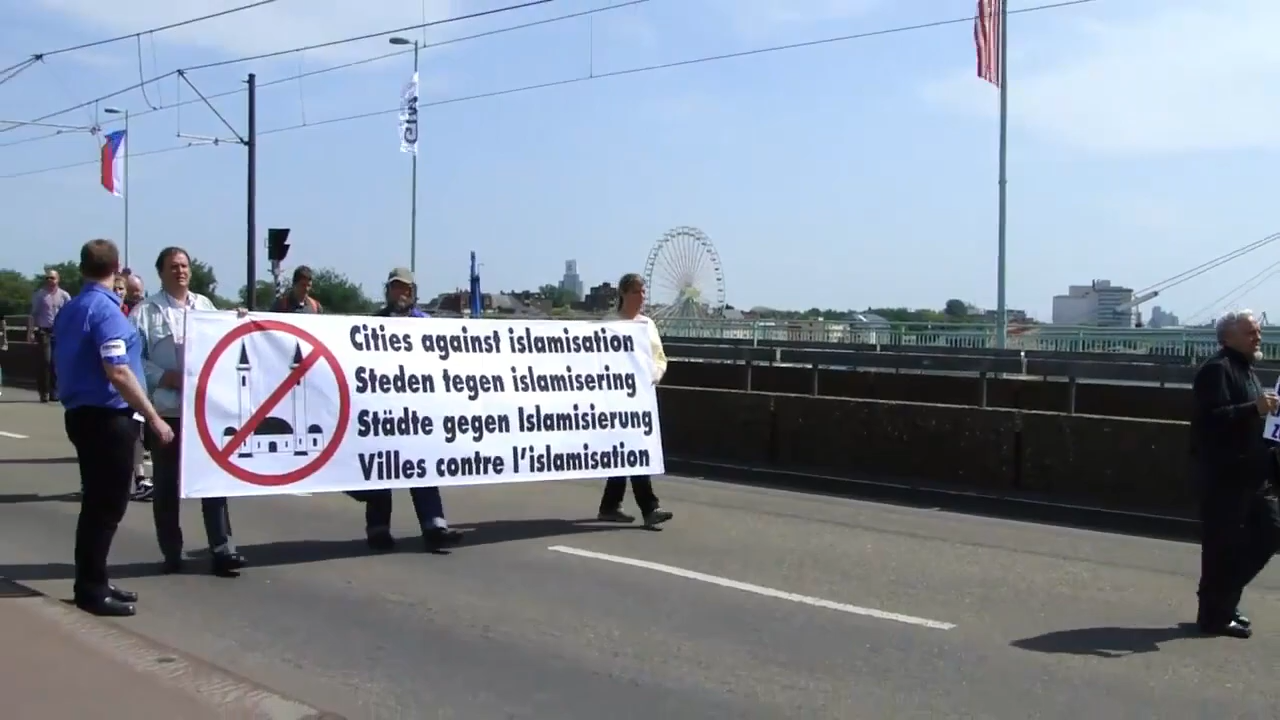 Cities against islamisation
Steden tegen islamisering
Städte gegen Islamisierung
Villes contre l'islamisation